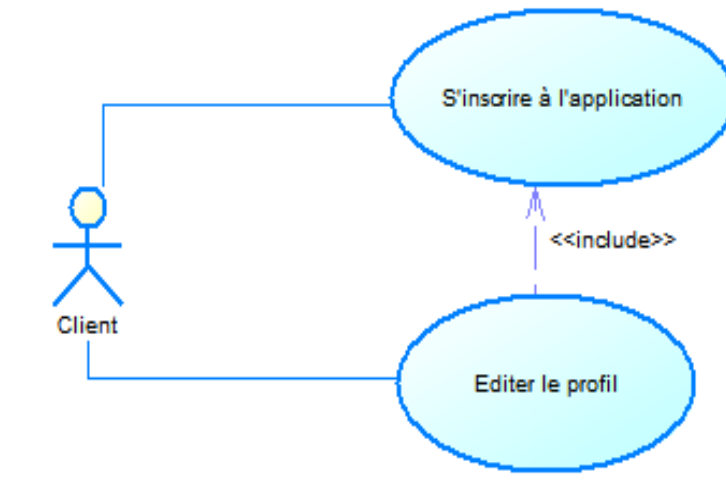 S'inscrire à l'application
<<include>>
Client
Editer le profil